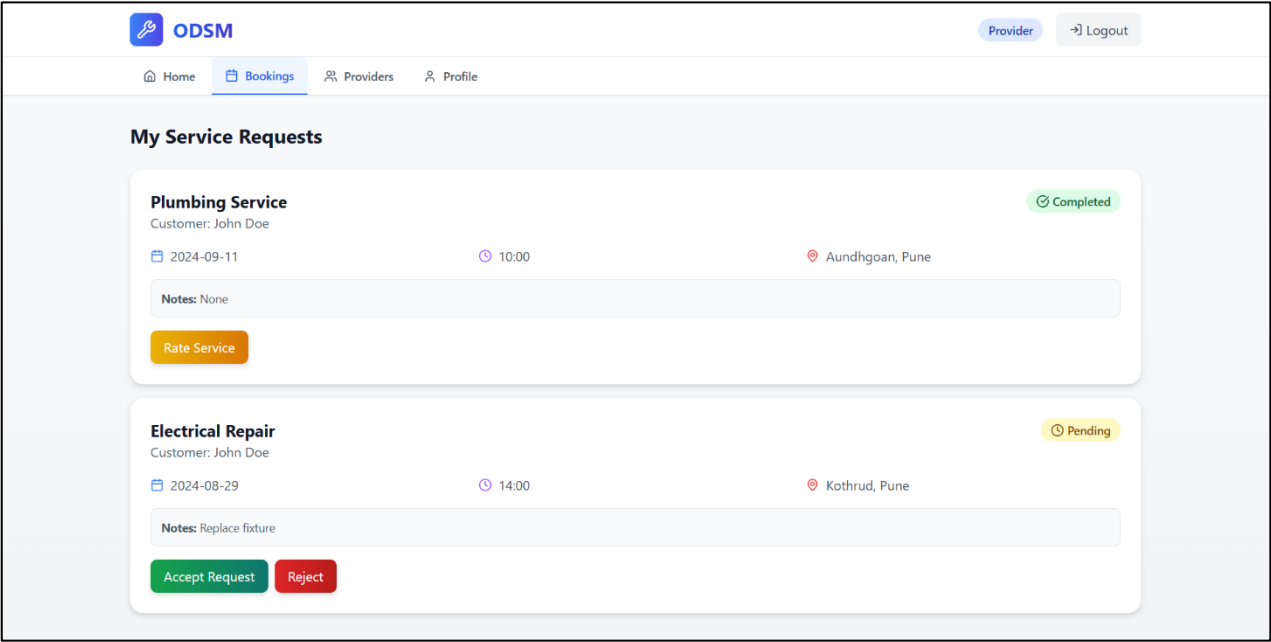 ODSM
Provider
Logout
Home
Bookings
Providers
Profile
My Service Requests
Plumbing Service
Completed
Customer: John Doe
2024-09-11
10:00
Aundhgoan, Pune
Notes: None
Rate Service
Electrical Repair
Pending
Customer: John Doe
2024-08-29
14:00
Kothrud, Pune
Notes: Replace fixture
Accept Request
Reject